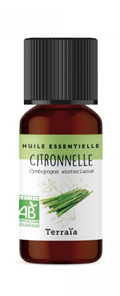 HUILE ESSENTIELLE
CITRONNELLE
Cymbopogon winterianus
AB
Terraïa